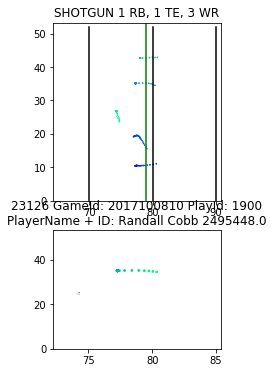 SHOTGUN 1 RB, 1 TE, 3 WR
50
40
30
20
10
0
70 80 90
23126 GameId: 2017100810 PlayId: 1900
PlayerName + ID: Randall Cobb 2495448.0
40
20
0
75 80 85